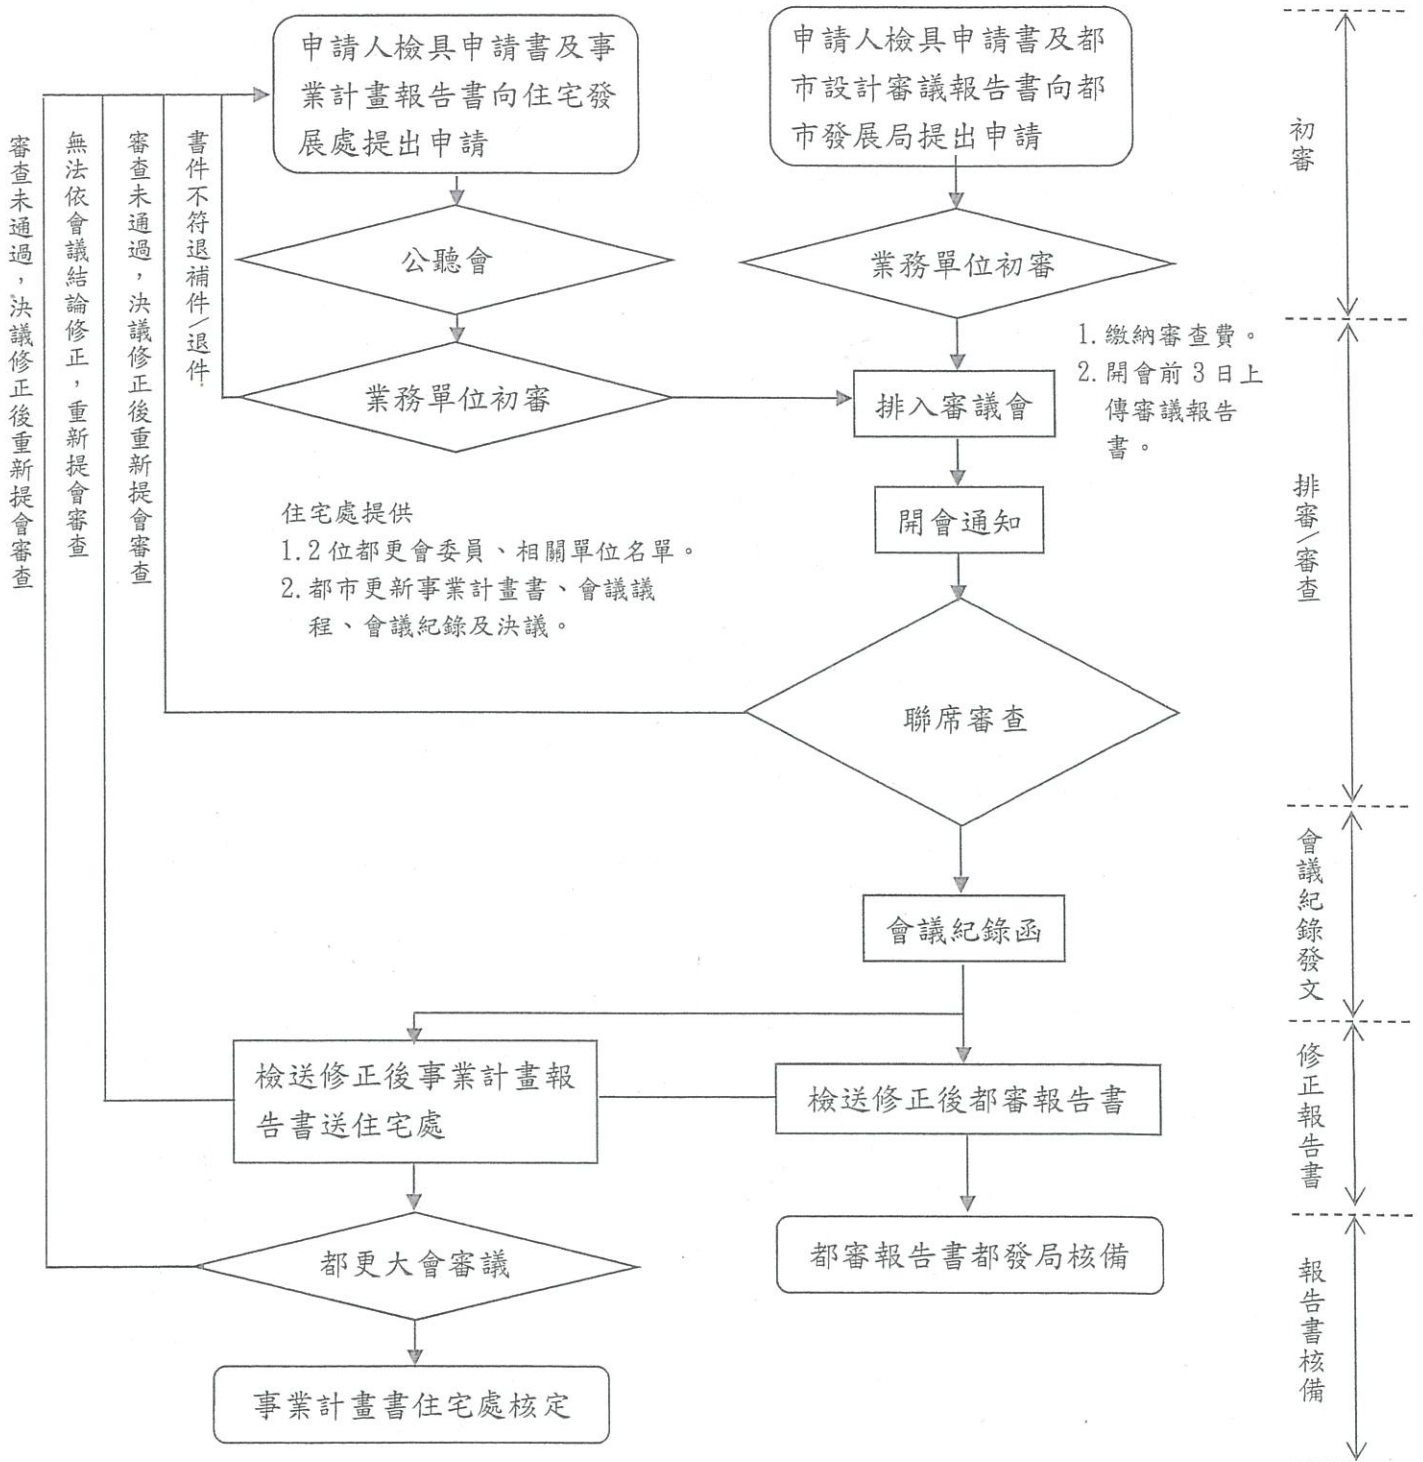 申請人檢具申請書及事
業計畫報告書向住宅發
展處提出申請
申請人檢具申請書及都
市設計審議報告書向都
市發展局提出申請
初審
審查未通過，決議修正後重新提會審查
無法依會議結論修正，重新提會審查
審查未通過，決議修正後重新提會審查
書件不符退補件/退件
公聽會
業務單位初審
業務單位初審
1. 繳納審查費。
2. 開會前 3 日上
傳審議報告
書。
排入審議會
開會通知
排審/審查
住宅處提供
1. 2 位都更會委員、相關單位名單。
2. 都市更新事業計畫書、會議議
程、會議紀錄及決議。
聯席審查
會議紀錄函
會議紀錄發文
檢送修正後事業計畫報
告書送住宅處
檢送修正後都審報告書
修正報告書
都更大會審議
都審報告書都發局核備
報告書核備
事業計畫書住宅處核定